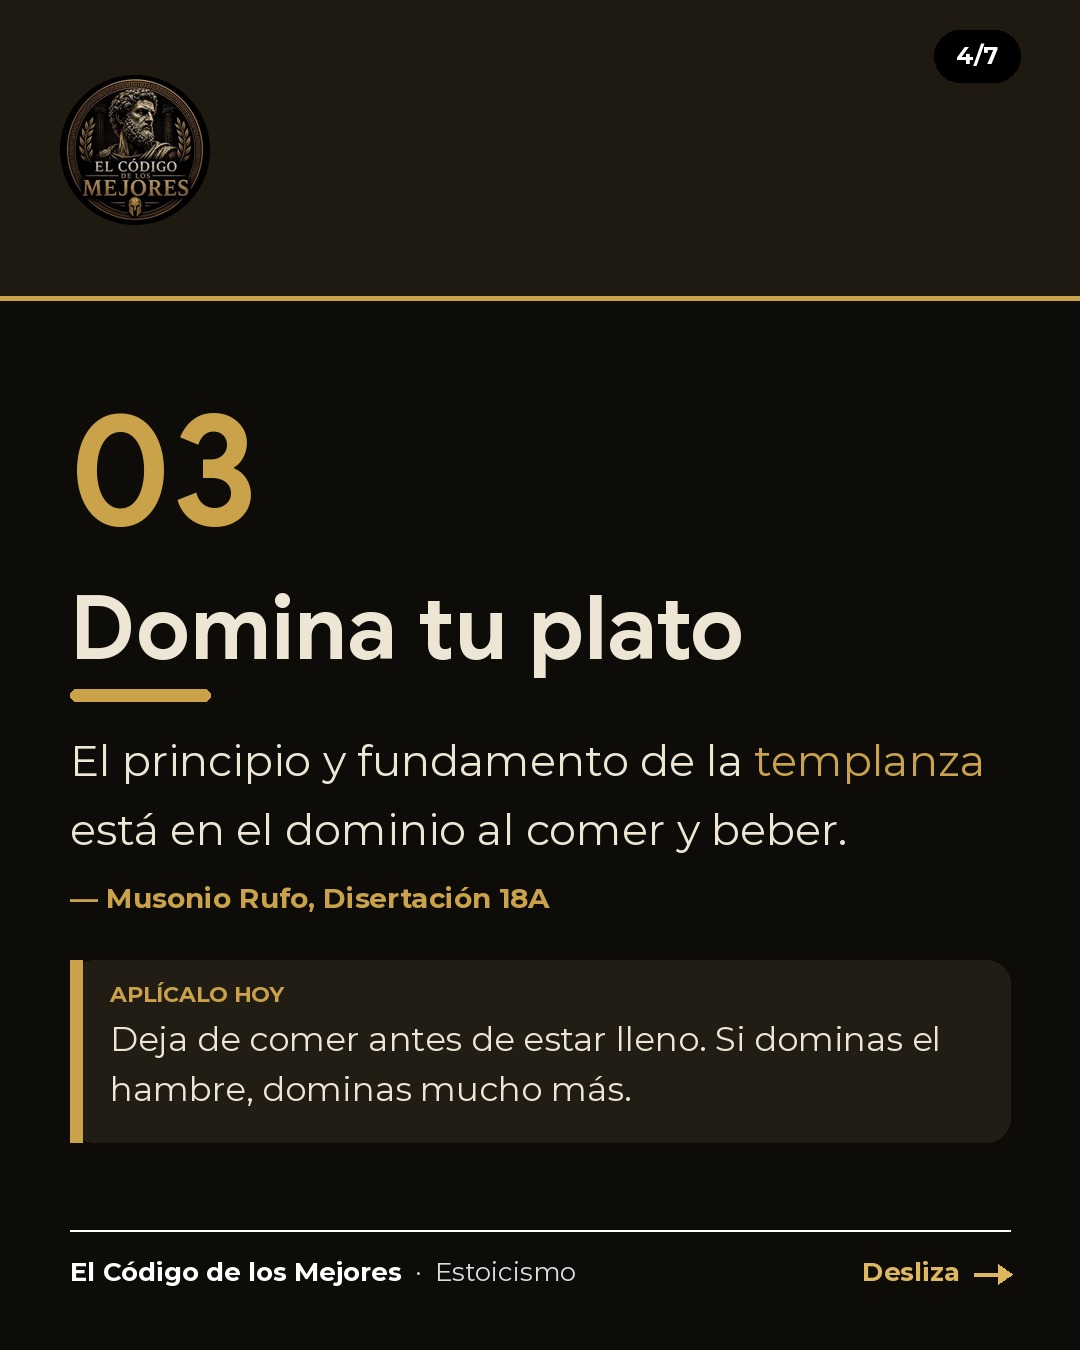 4/7
EL CÓDIGO
DE LOS
MEJORES
03
Domina tu plato
El principio y fundamento de la templanza
está en el dominio al comer y beber.
— Musonio Rufo, Disertación 18A
APLÍCALO HOY
Deja de comer antes de estar lleno. Si dominas el
hambre, dominas mucho más.
El Código de los Mejores · Estoicismo
Desliza